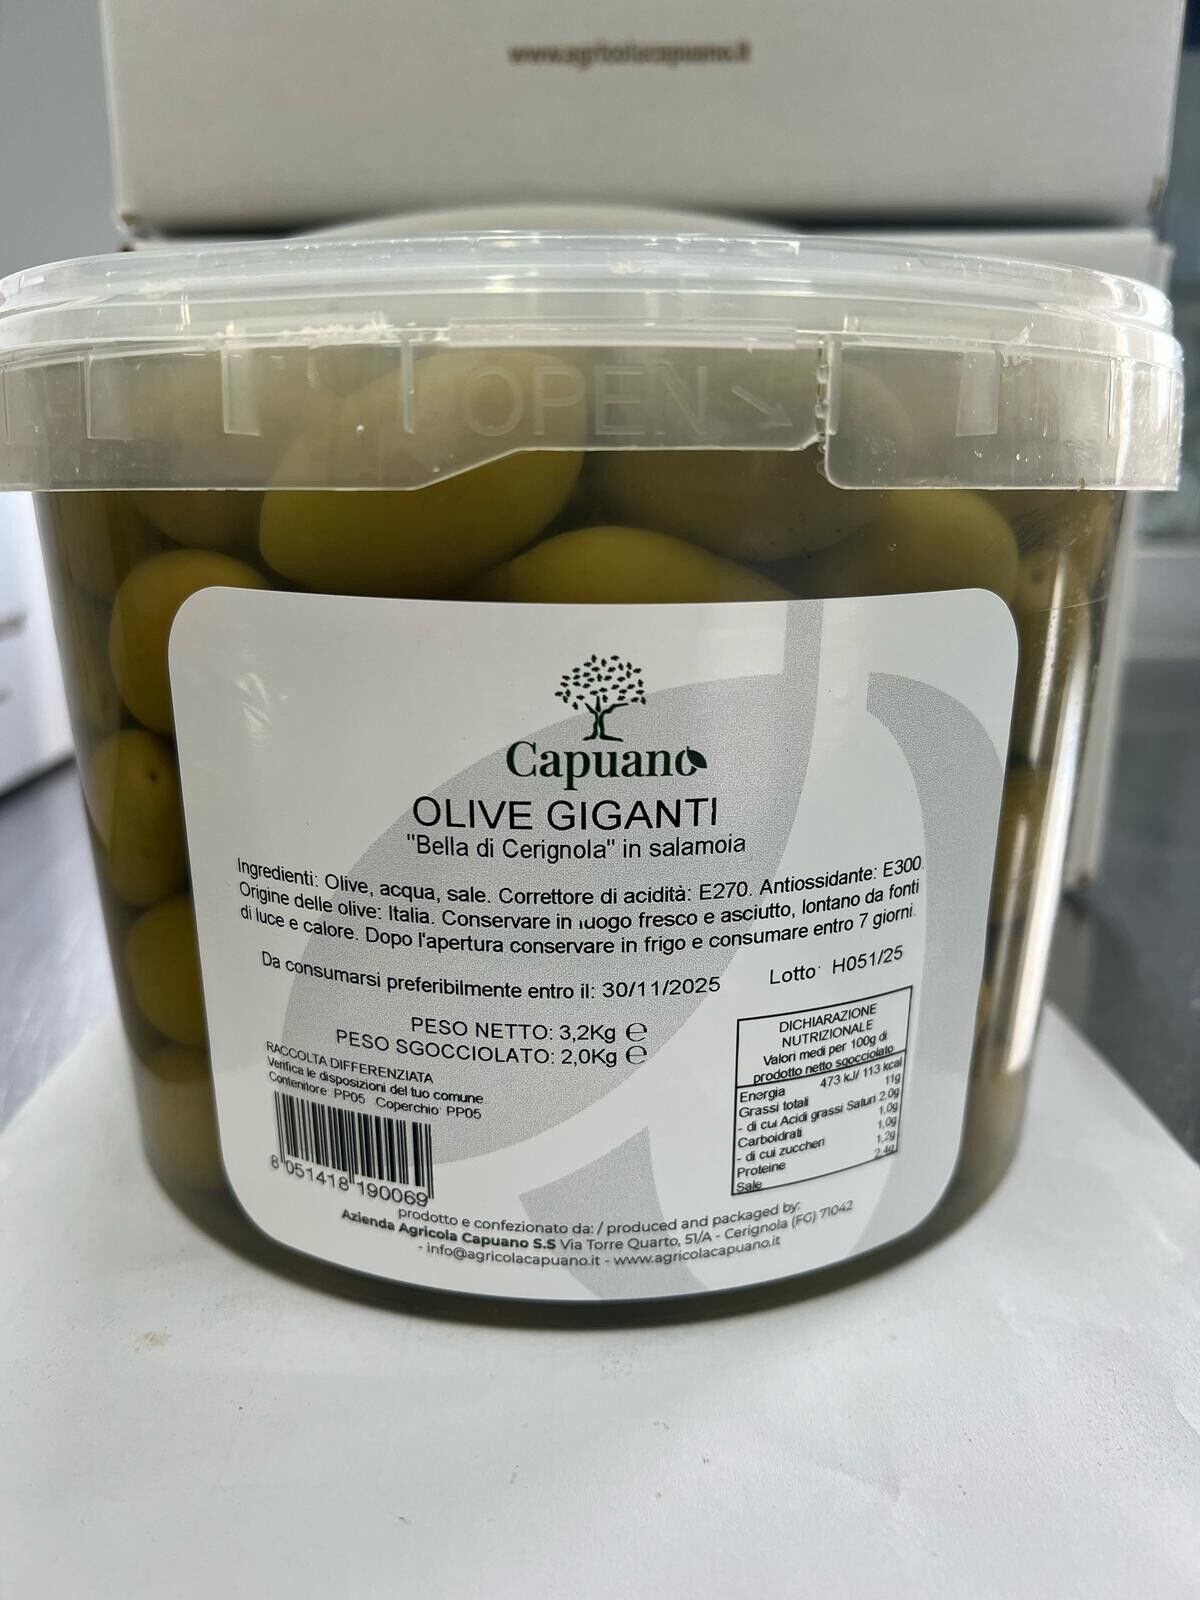 www.agricolacapuano.it
OPEN
Capuano
OLIVE GIGANTI
"Bella di Cerignola" in salamoia
Ingredienti: Olive, acqua, sale. Correttore di acidità: E270. Antiossidante: E300.
Origine delle olive: Italia. Conservare in luogo fresco e asciutto, lontano da fonti
di luce e calore. Dopo l'apertura conservare in frigo e consumare entro 7 giorni.
Da consumarsi preferibilmente entro il: 30/11/2025
Lotto: H051/25
PESO NETTO: 3,2Kg ℮
PESO SGOCCIOLATO: 2,0Kg ℮
RACCOLTA DIFFERENZIATA
Verifica le disposizioni del tuo comune
Contenitore: PP05 Coperchio: PP05
8 051418 190069
DICHIARAZIONE
NUTRIZIONALE
Valori medi per 100g di
prodotto netto sgocciolato
Energia 473 kJ/ 113 kcal
Grassi totali 11g
- di cui Acidi grassi Saturi 2,0g
Carboidrati 1,0g
- di cui zuccheri 1,0g
Proteine 1,2g
Sale 2,4g
prodotto e confezionato da: / produced and packaged by:
Azienda Agricola Capuano S.S Via Torre Quarto, 51/A - Cerignola (FG) 71042
- info@agricolacapuano.it - www.agricolacapuano.it